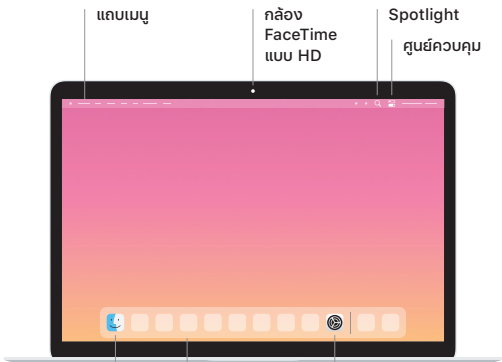 แถบเมนู
กล้อง
FaceTime
แบบ HD
Spotlight
ศูนย์ควบคุม